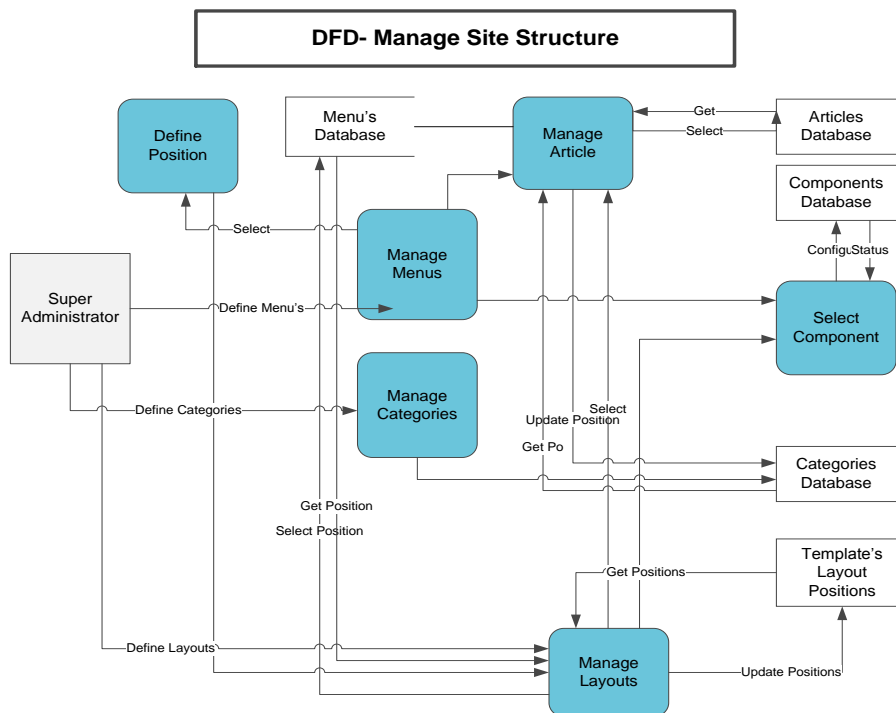 DFD- Manage Site Structure
Define
Position
Menu's
Database
Manage
Article
Get
Select
Articles
Database
Components
Database
Select
Manage
Menus
Status
Super
Administrator
Define Menu's
Select
Component
Manage
Categories
Define Categories
Select
Update Position
Get Po
Categories
Database
Get Position
Select Position
Template's
Layout
Positions
Get Positions
Define Layouts
Manage
Layouts
Update Positions